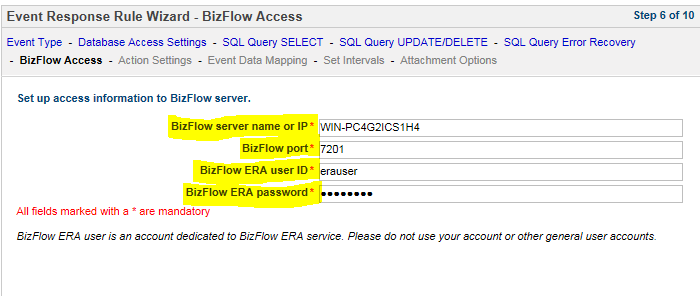 Event Response Rule Wizard - BizFlow Access Step 6 of 10
Event Type - Database Access Settings - SQL Query SELECT - SQL Query UPDATE/DELETE - SQL Query Error Recovery
- BizFlow Access - Action Settings - Event Data Mapping - Set Intervals - Attachment Options
Set up access information to BizFlow server.
BizFlow server name or IP* WIN-PC4G2ICS1H4
BizFlow port* 7201
BizFlow ERA user ID* erauser
BizFlow ERA password* ••••••••
All fields marked with a * are mandatory
BizFlow ERA user is an account dedicated to BizFlow ERA service. Please do not use your account or other general user accounts.